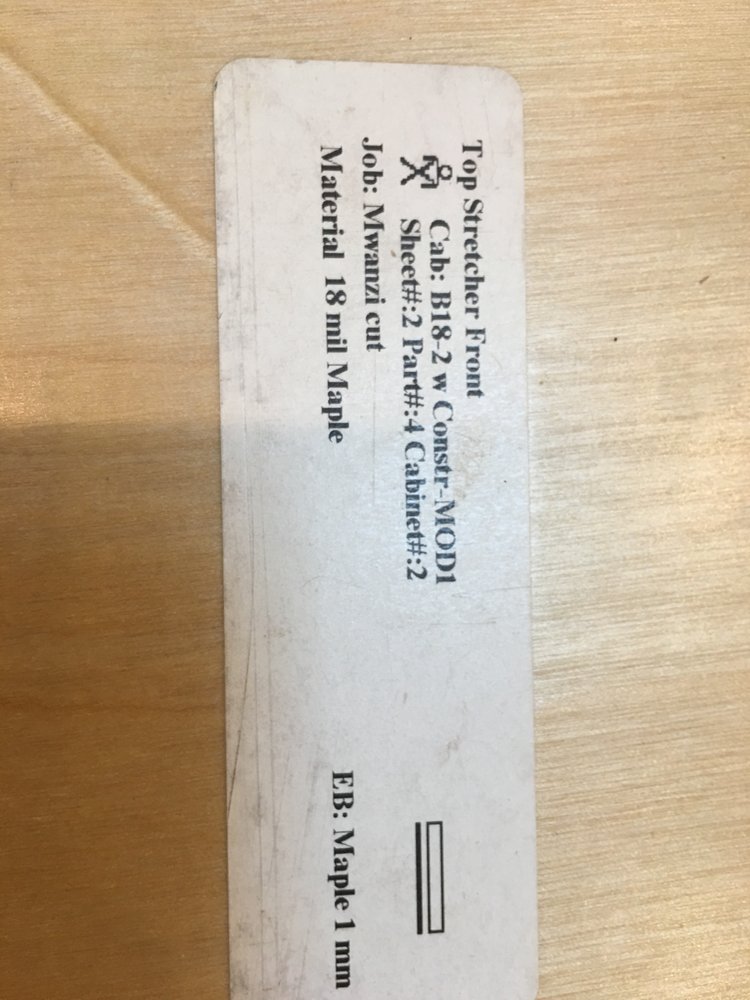 Top Stretcher Front
Cab: B18-2 w Constr-MOD1
Sheet#:2 Part#:4 Cabinet#:2
Job: Mwanzi cut
Material 18 mil Maple
EB: Maple 1 mm